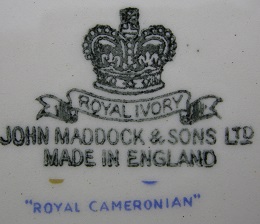 ROYAL IVORY
JOHN MADDOCK & SONS LTD
MADE IN ENGLAND
"ROYAL CAMERONIAN"